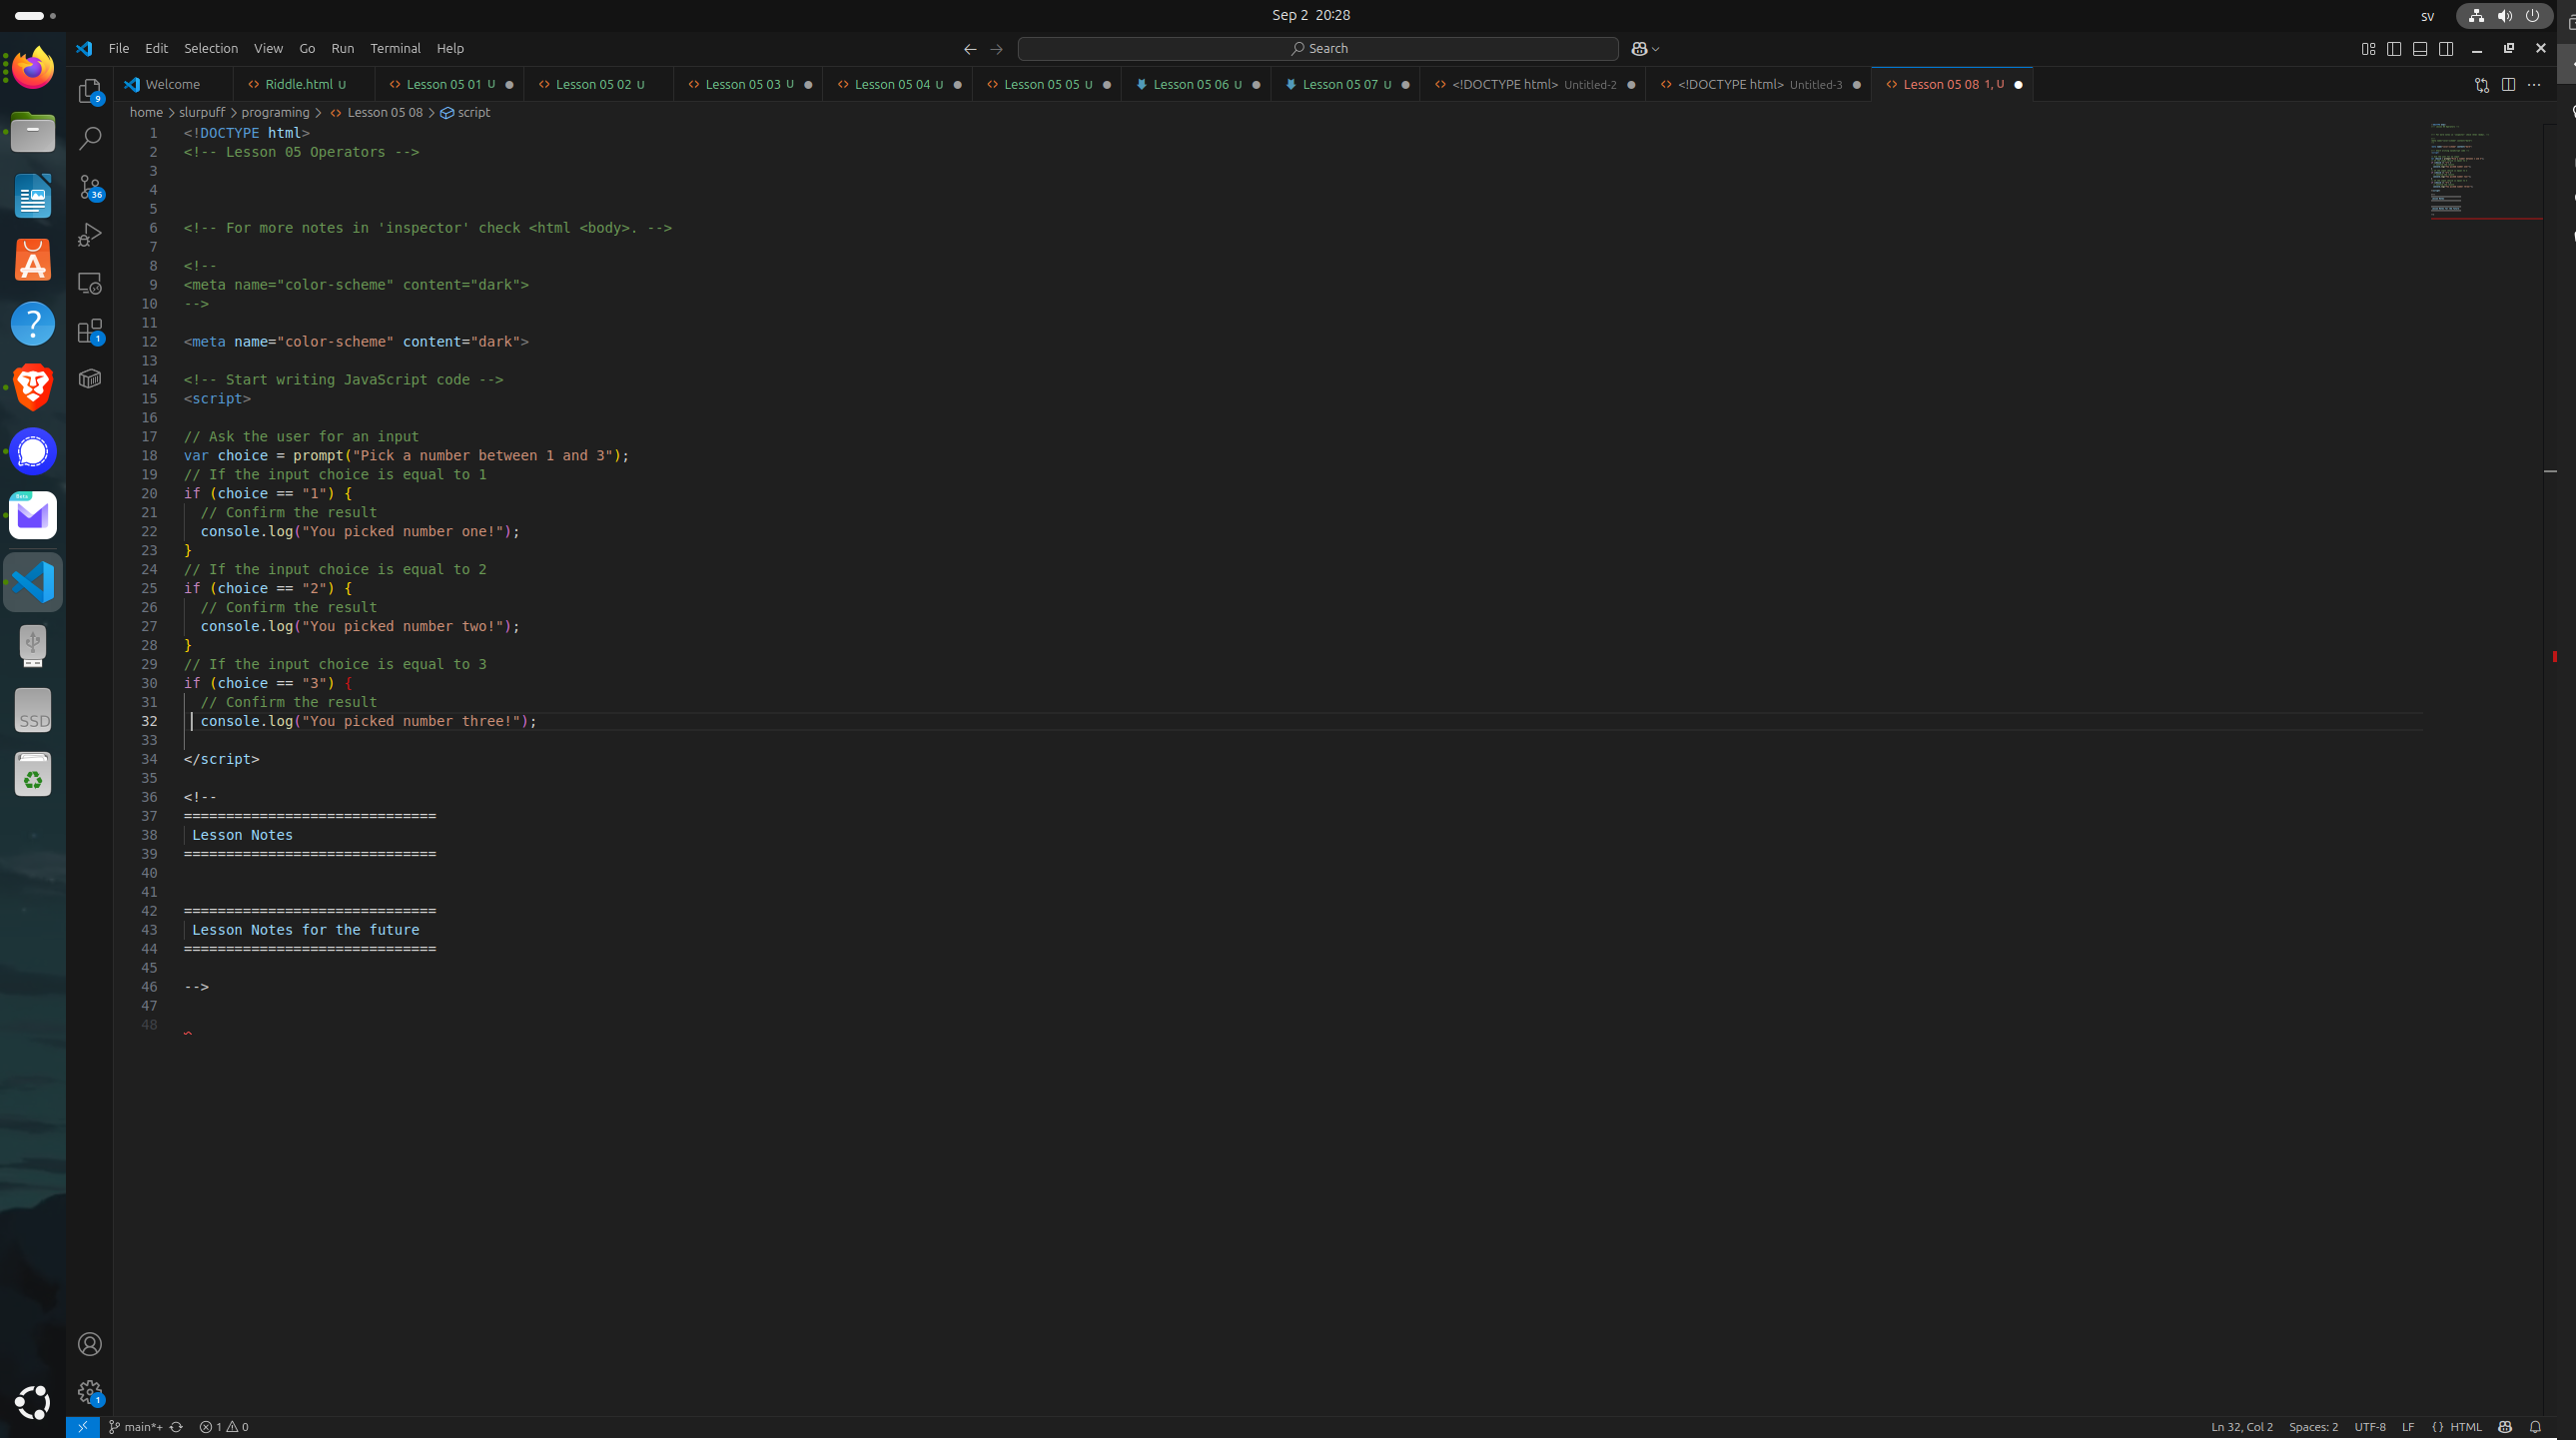 Sep 2 20:28
sv
File Edit Selection View Go Run Terminal Help
Search
Welcome
Riddle.html U
Lesson 05 01 U
Lesson 05 02 U
Lesson 05 03 U
Lesson 05 04 U
Lesson 05 05 U
Lesson 05 06 U
Lesson 05 07 U
<!DOCTYPE html> Untitled-2
<!DOCTYPE html> Untitled-3
Lesson 05 08 1, U
home > slurpuff > programing > Lesson 05 08 > script
9
36
1
Beta
SSD
1 <!DOCTYPE html>
2 <!-- Lesson 05 Operators -->
3
4
5
6 <!-- For more notes in 'inspector' check <html <body>. -->
7
8 <!--
9 <meta name="color-scheme" content="dark">
10 -->
11
12 <meta name="color-scheme" content="dark">
13
14 <!-- Start writing JavaScript code -->
15 <script>
16
17 // Ask the user for an input
18 var choice = prompt("Pick a number between 1 and 3");
19 // If the input choice is equal to 1
20 if (choice == "1") {
21   // Confirm the result
22   console.log("You picked number one!");
23 }
24 // If the input choice is equal to 2
25 if (choice == "2") {
26   // Confirm the result
27   console.log("You picked number two!");
28 }
29 // If the input choice is equal to 3
30 if (choice == "3") {
31   // Confirm the result
32   console.log("You picked number three!");
33
34 </script>
35
36 <!--
37 ==============================
38  Lesson Notes
39 ==============================
40
41
42 ==============================
43  Lesson Notes for the future
44 ==============================
45
46 -->
47
48
1
main*+ 1 0
Ln 32, Col 2 Spaces: 2 UTF-8 LF {} HTML